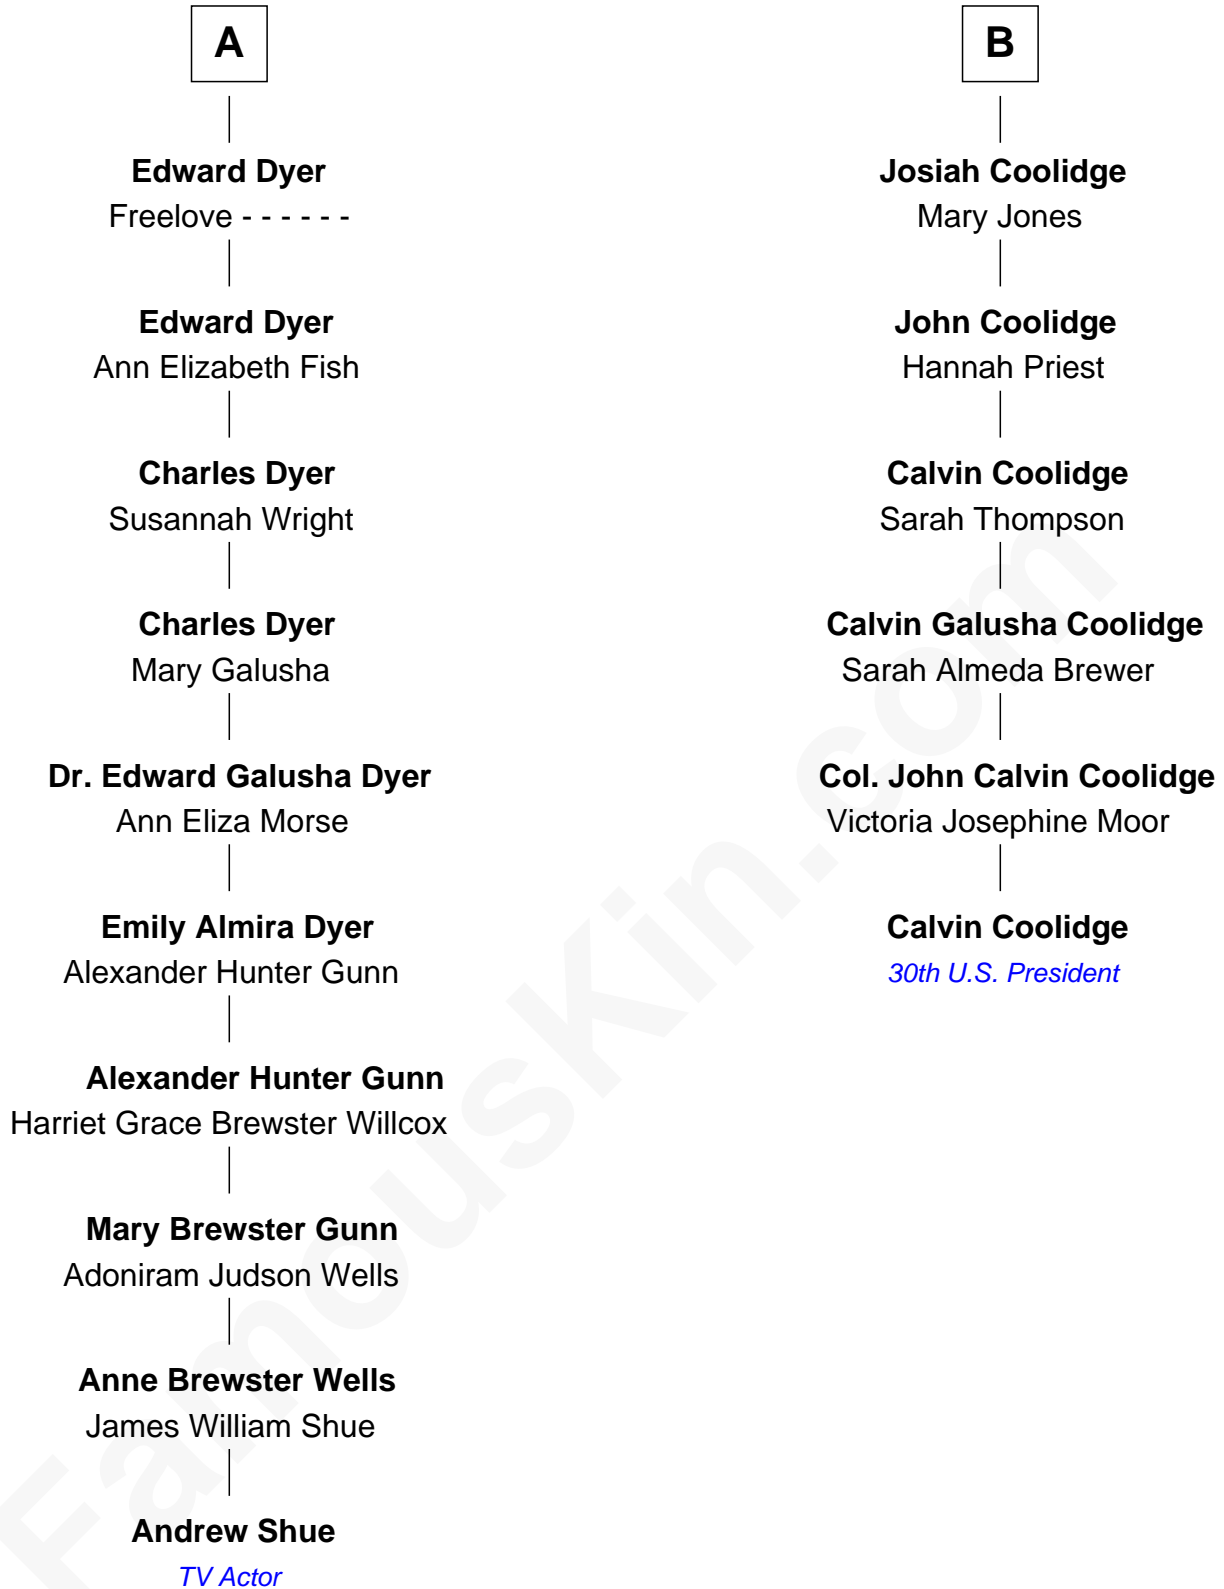 A
Edward Dyer
Freelove - - - - - -
Edward Dyer
Ann Elizabeth Fish
Charles Dyer
Susannah Wright
Charles Dyer
Mary Galusha
Dr. Edward Galusha Dyer
Ann Eliza Morse
Emily Almira Dyer
Alexander Hunter Gunn
Alexander Hunter Gunn
Harriet Grace Brewster Willcox
Mary Brewster Gunn
Adoniram Judson Wells
Anne Brewster Wells
James William Shue
Andrew Shue
TV Actor
B
Josiah Coolidge
Mary Jones
John Coolidge
Hannah Priest
Calvin Coolidge
Sarah Thompson
Calvin Galusha Coolidge
Sarah Almeda Brewer
Col. John Calvin Coolidge
Victoria Josephine Moor
Calvin Coolidge
30th U.S. President
FamousKin.com